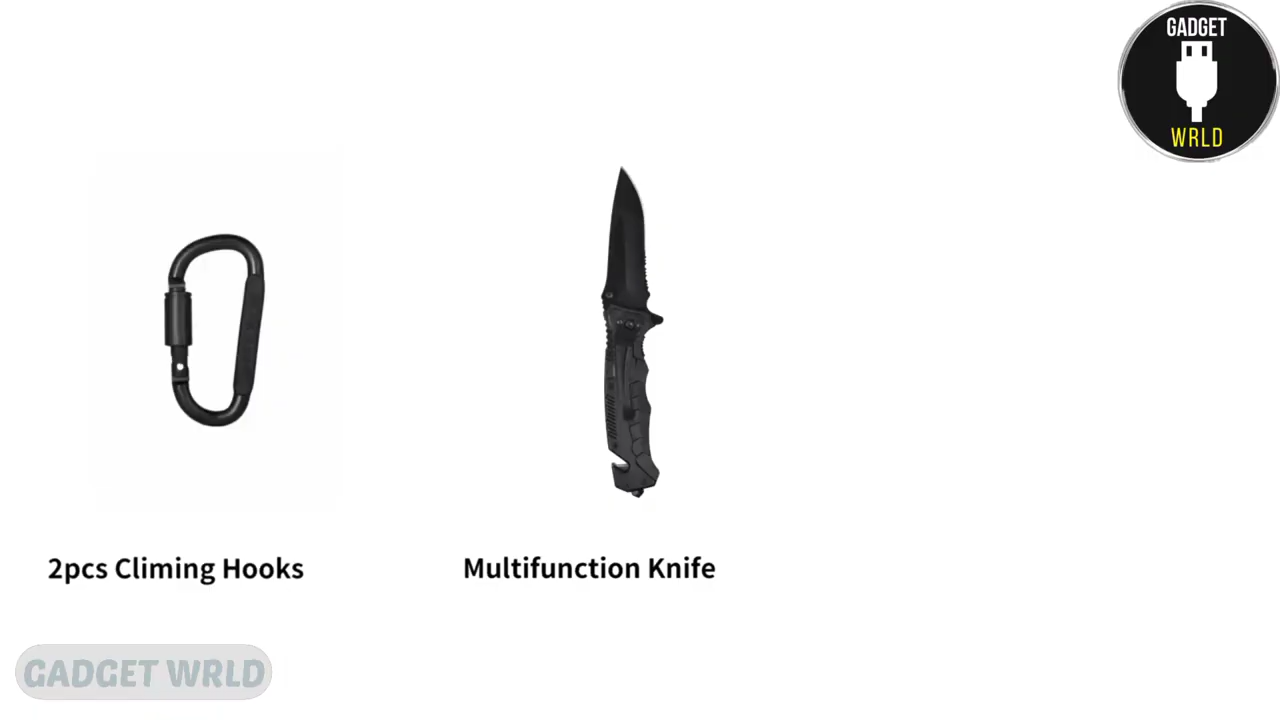 GADGET
WRLD
2pcs Climing Hooks
Multifunction Knife
GADGET WRLD